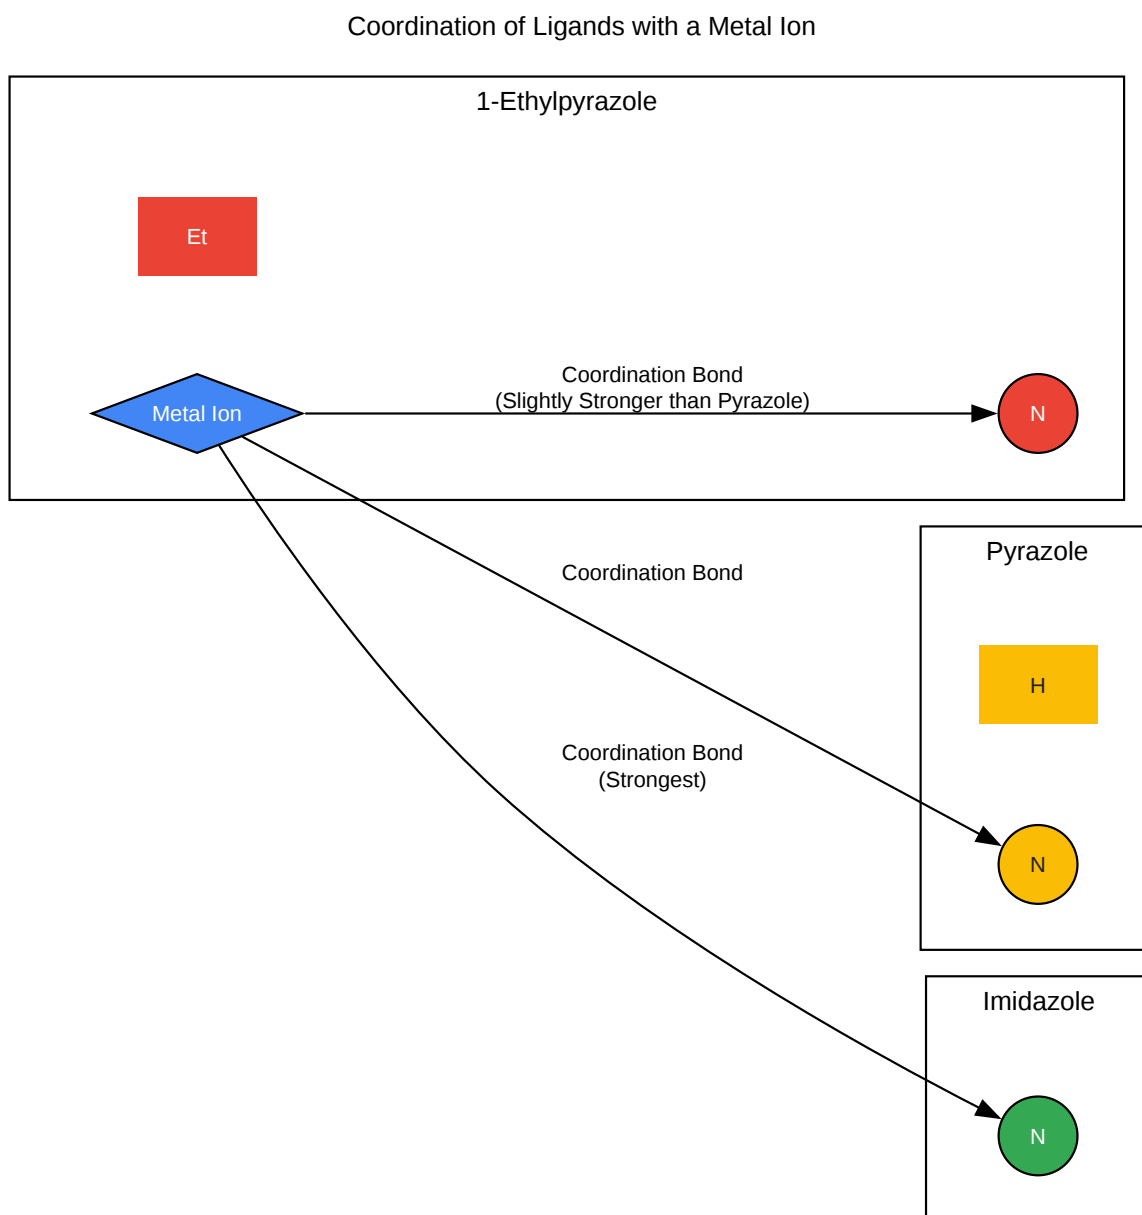 Coordination of Ligands with a Metal Ion
1-Ethylpyrazole
Et
Coordination Bond
(Slightly Stronger than Pyrazole)
Metal Ion
N
Pyrazole
Coordination Bond
H
Coordination Bond
(Strongest)
N
Imidazole
N